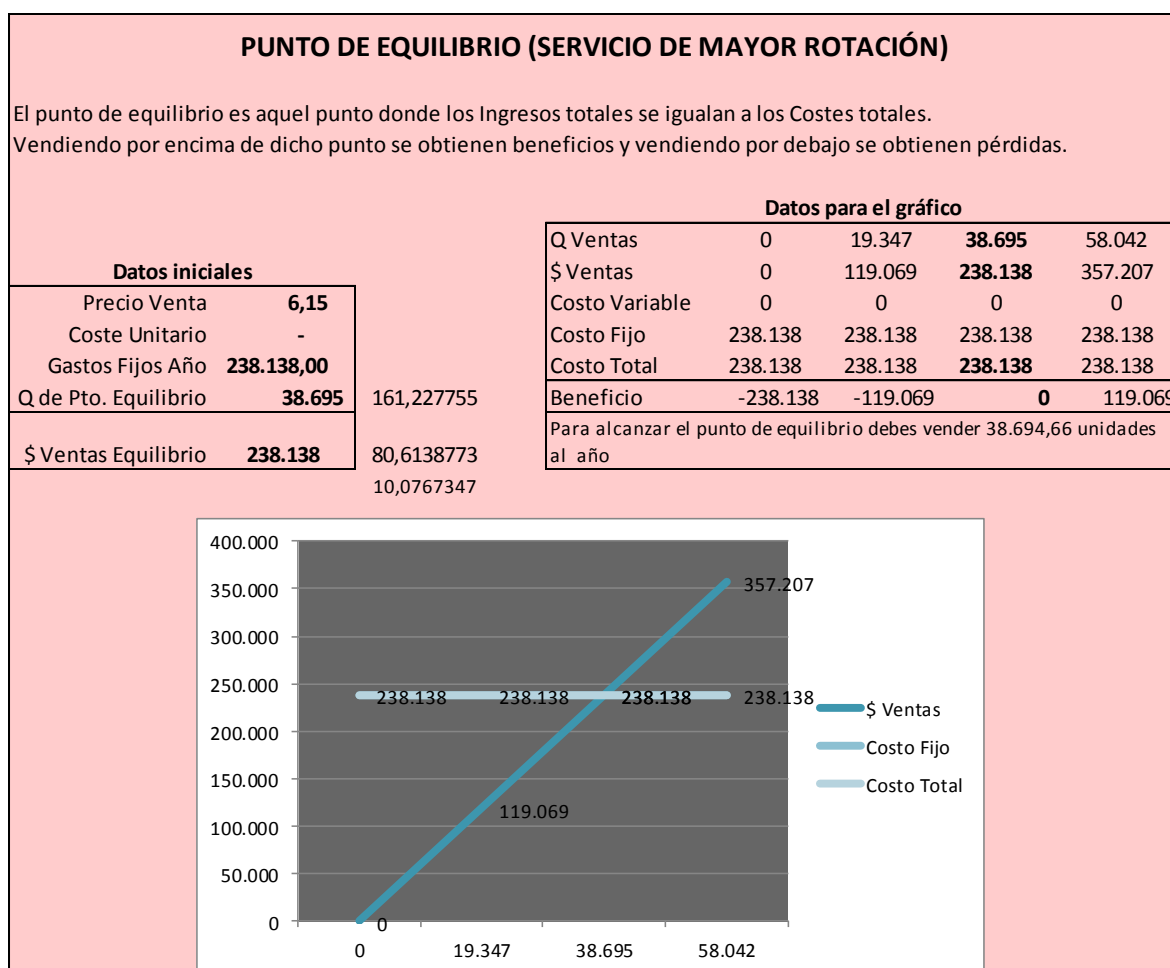 PUNTO DE EQUILIBRIO (SERVICIO DE MAYOR ROTACIÓN)
El punto de equilibrio es aquel punto donde los Ingresos totales se igualan a los Costes totales.
Vendiendo por encima de dicho punto se obtienen beneficios y vendiendo por debajo se obtienen pérdidas.
Datos iniciales
Precio Venta 6,15
Coste Unitario -
Gastos Fijos Año 238.138,00
Q de Pto. Equilibrio 38.695 161,227755
$ Ventas Equilibrio 238.138 80,6138773
10,0767347
Datos para el gráfico
Q Ventas 0 19.347 38.695 58.042
$ Ventas 0 119.069 238.138 357.207
Costo Variable 0 0 0 0
Costo Fijo 238.138 238.138 238.138 238.138
Costo Total 238.138 238.138 238.138 238.138
Beneficio -238.138 -119.069 0 119.069
Para alcanzar el punto de equilibrio debes vender 38.694,66 unidades
al año
400.000
350.000
300.000
250.000
200.000
150.000
100.000
50.000
0
357.207
238.138 238.138 238.138 238.138
119.069
0
0 19.347 38.695 58.042
$ Ventas
Costo Fijo
Costo Total